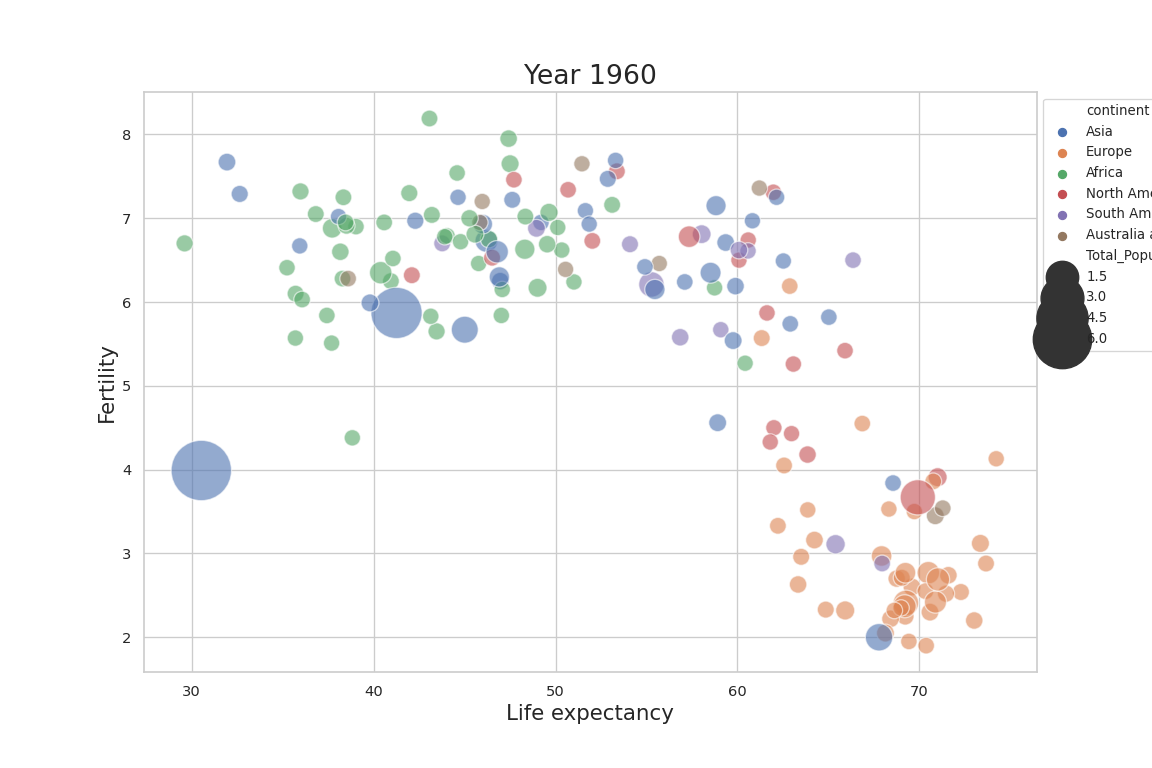 Year 1960
8
7
6
5
4
3
2
Fertility
30 40 50 60 70
Life expectancy
continent
Asia
Europe
Africa
North Ame
South Am
Australia a
Total_Popu
1.5
3.0
4.5
6.0